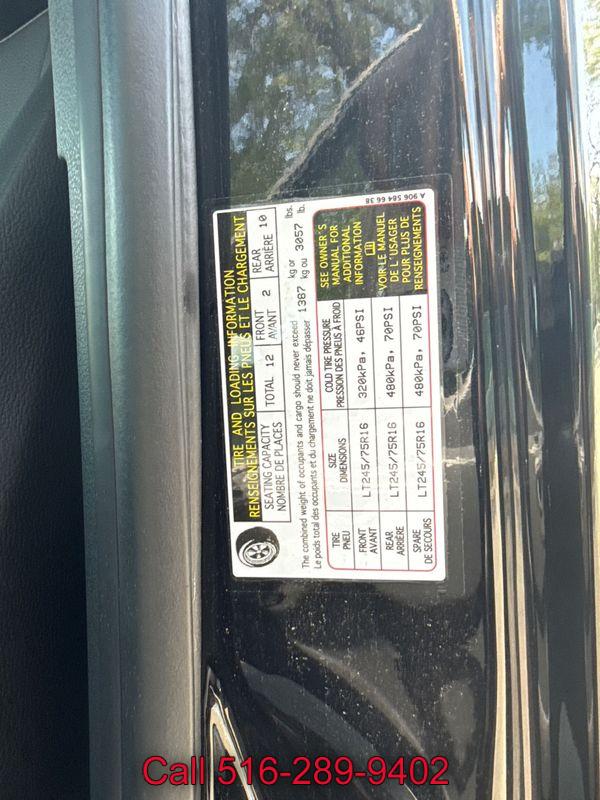 TIRE AND LOADING INFORMATION
RENSEIGNEMENTS SUR LES PNEUS ET LE CHARGEMENT
SEATING CAPACITY
NOMBRE DE PLACES
TOTAL 12
FRONT
AVANT
2
REAR
ARRIÈRE
10
The combined weight of occupants and cargo should never exceed 1387 kg or 3057 lbs.
Le poids total des occupants et du chargement ne doit jamais dépasser kg ou lb.
TIRE
PNEU
SIZE
DIMENSIONS
COLD TIRE PRESSURE
PRESSION DES PNEUS À FROID
FRONT
AVANT
LT245/75R16
320kPa, 46PSI
REAR
ARRIÈRE
LT245/75R16
480kPa, 70PSI
SPARE
DE SECOURS
LT245/75R16
480kPa, 70PSI
SEE OWNER'S
MANUAL FOR
ADDITIONAL
INFORMATION
VOIR LE MANUEL
DE L'USAGER
POUR PLUS DE
RENSEIGNEMENTS
A 906 584 66 38
Call 516-289-9402